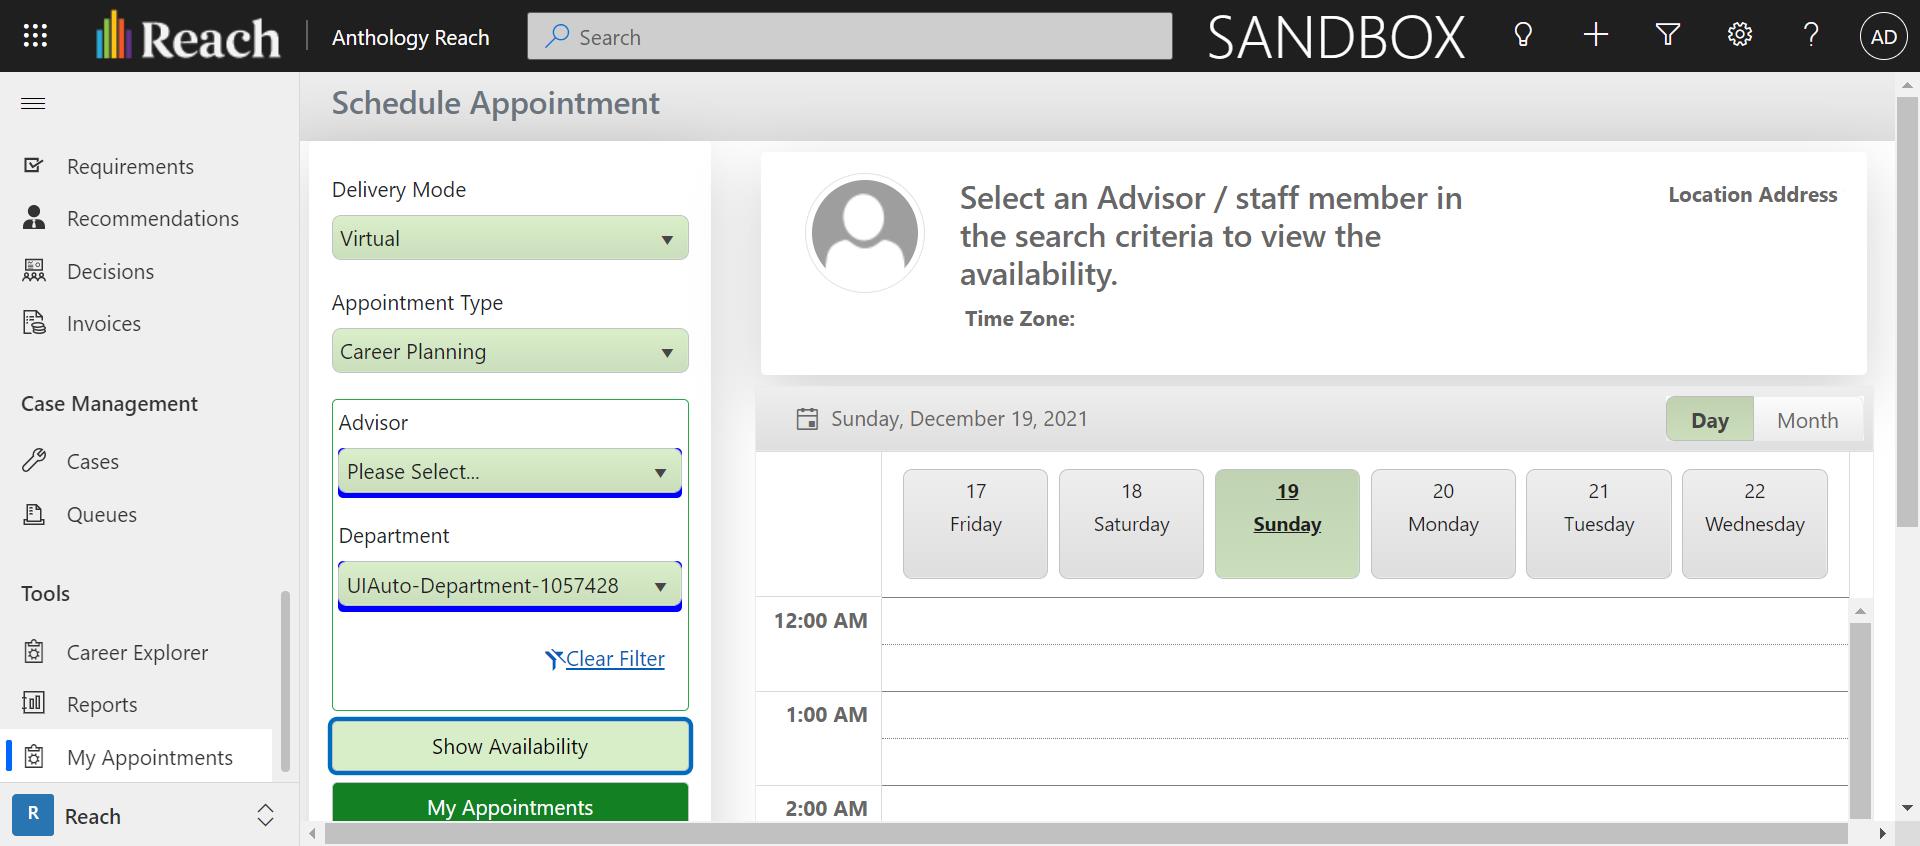 Reach
Anthology Reach
Search
SANDBOX
AD
Requirements
Recommendations
Decisions
Invoices
Case Management
Cases
Queues
Tools
Career Explorer
Reports
My Appointments
R
Reach
Schedule Appointment
Delivery Mode
Virtual
Appointment Type
Career Planning
Advisor
Please Select...
Department
UIAuto-Department-1057428
Clear Filter
Show Availability
My Appointments
Select an Advisor / staff member in
the search criteria to view the
availability.
Time Zone:
Location Address
Sunday, December 19, 2021
Day
Month
17
Friday
18
Saturday
19
Sunday
20
Monday
21
Tuesday
22
Wednesday
12:00 AM
1:00 AM
2:00 AM